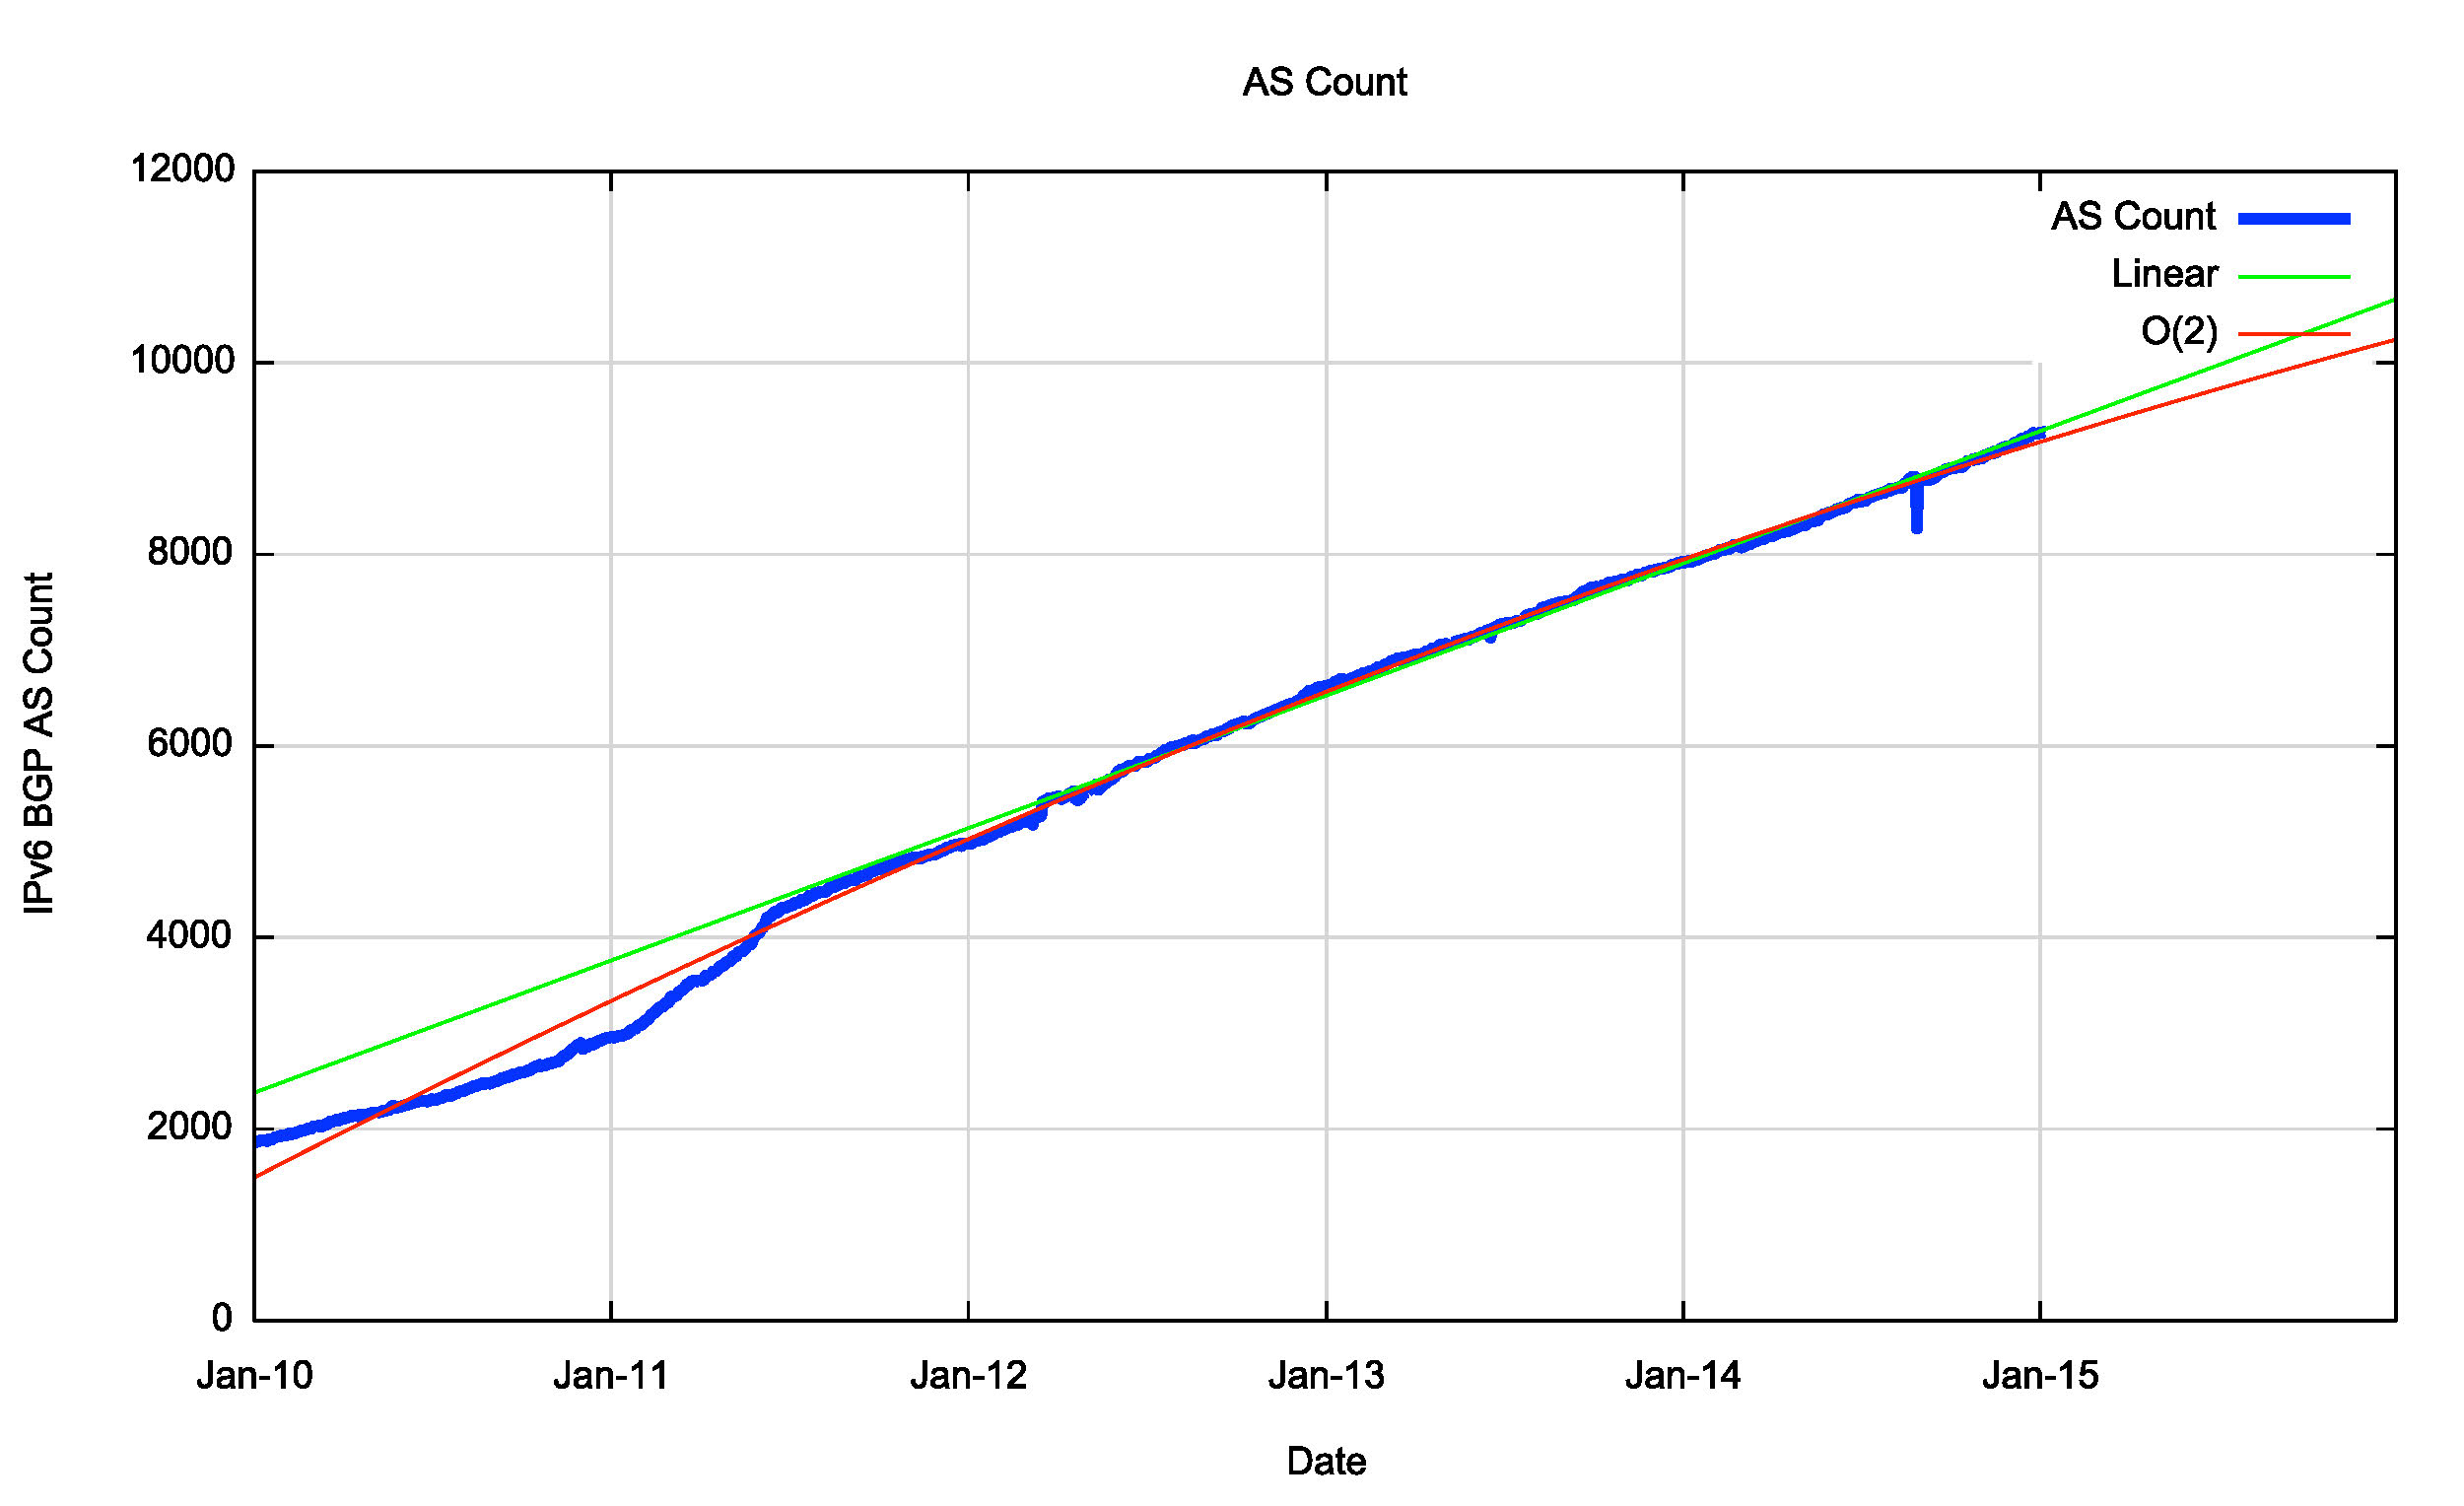 AS Count
12000
AS Count
Linear
O(2)
10000
8000
6000
4000
2000
0
IPv6 BGP AS Count
Jan-10 Jan-11 Jan-12 Jan-13 Jan-14 Jan-15
Date